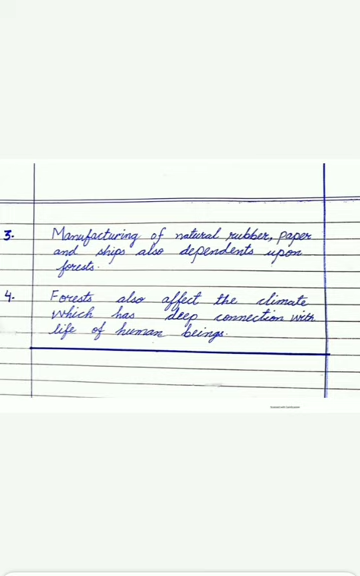 3. Manufacturing of natural rubber, paper
and ships also dependents upon
forests.
4. Forests also affect the climate
which has deep connection with
life of human beings.